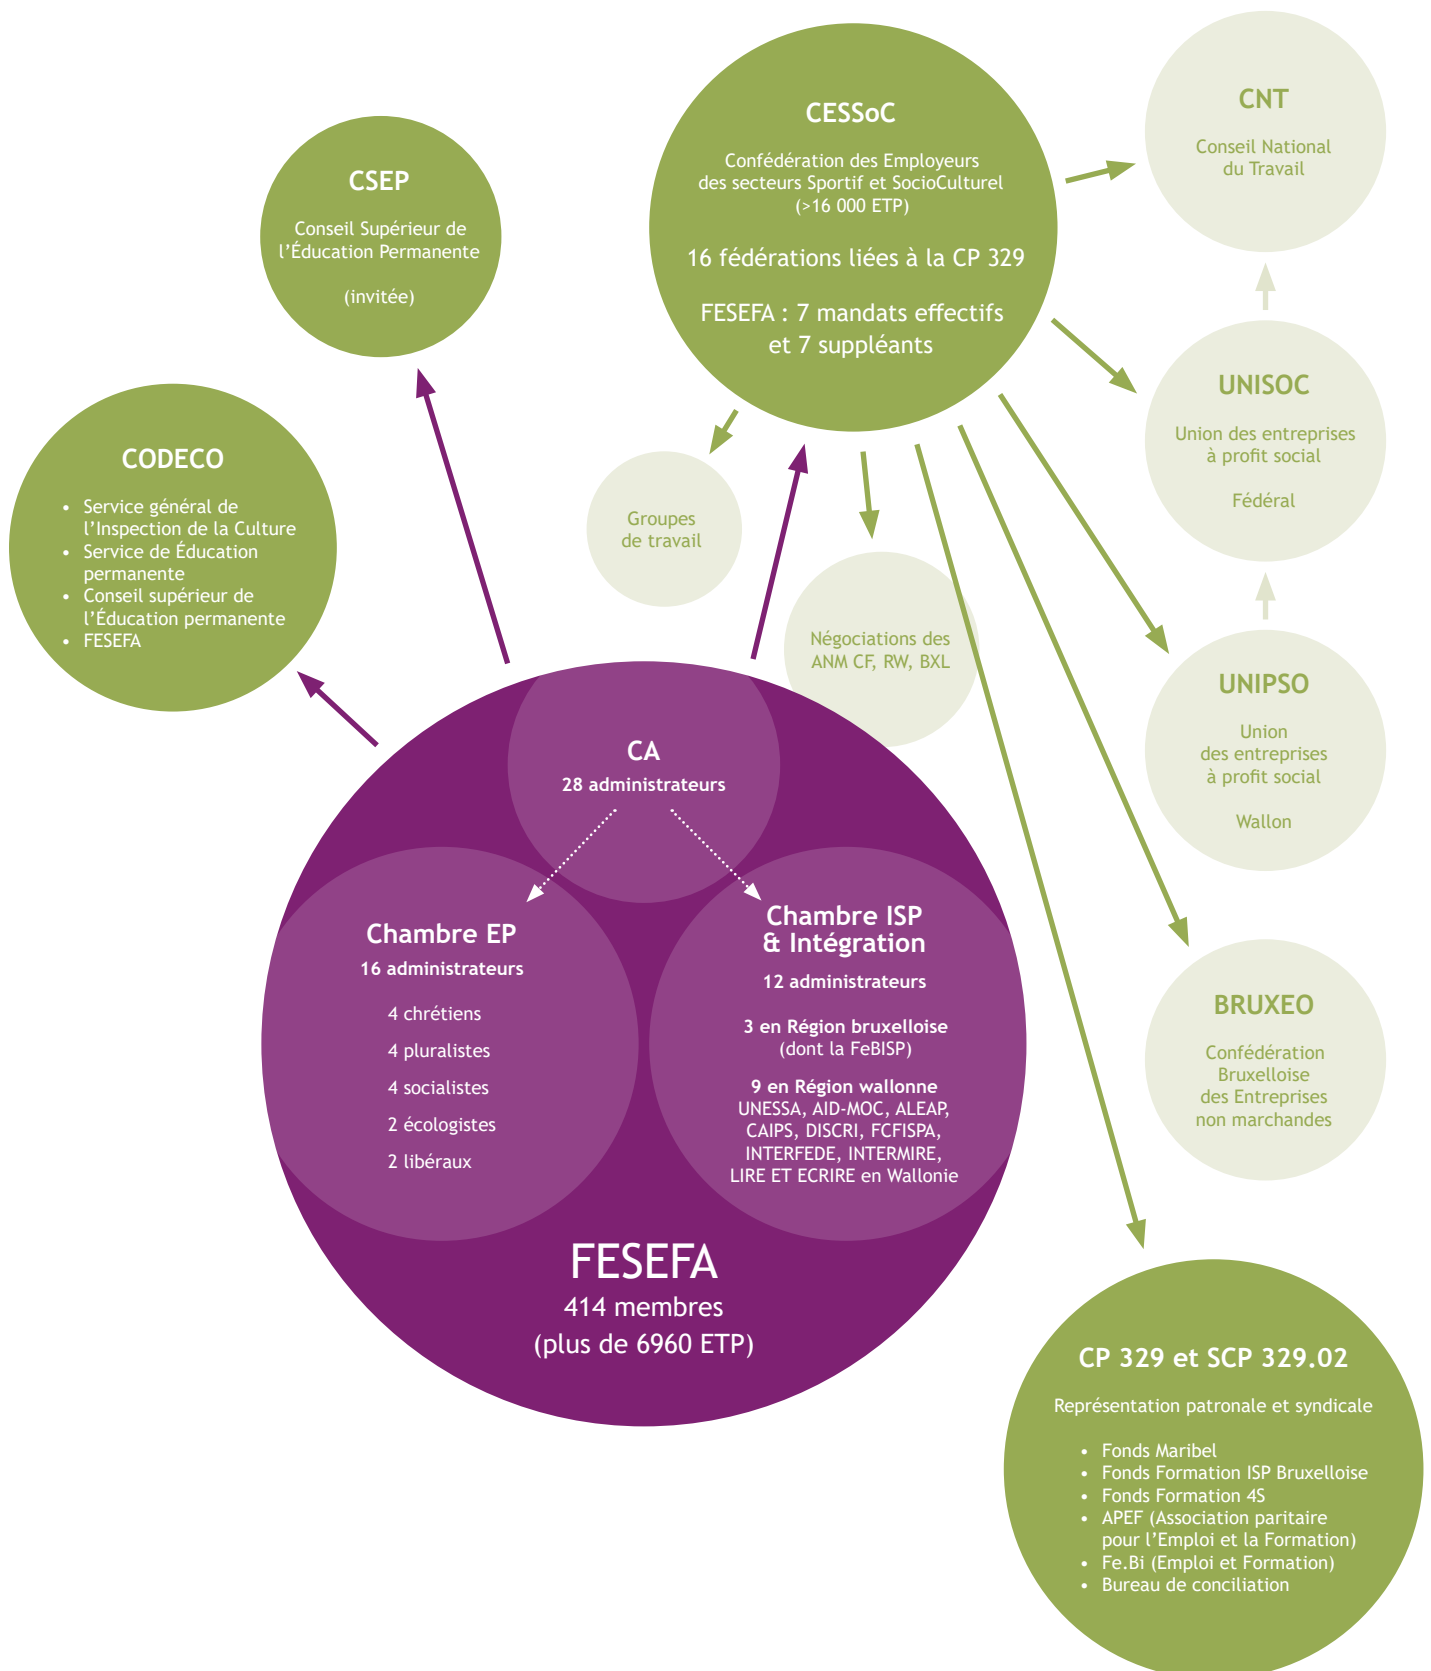 CESSoC
Confédération des Employeurs
des secteurs Sportif et SocioCulturel
(>16 000 ETP)
16 fédérations liées à la CP 329
FESEFA : 7 mandats effectifs
et 7 suppléants
CNT
Conseil National
du Travail
CSEP
Conseil Supérieur de
l’Éducation Permanente
(invitée)
UNISOC
Union des entreprises
à profit social
Fédéral
CODECO
• Service général de
l’Inspection de la Culture
• Service de Éducation
permanente
• Conseil supérieur de
l’Éducation permanente
• FESEFA
Groupes
de travail
Négociations des
ANM CF, RW, BXL
UNIPSO
Union
des entreprises
à profit social
Wallon
CA
28 administrateurs
Chambre EP
16 administrateurs
4 chrétiens
4 pluralistes
4 socialistes
2 écologistes
2 libéraux
Chambre ISP
& Intégration
12 administrateurs
3 en Région bruxelloise
(dont la FeBISP)
9 en Région wallonne
UNESSA, AID-MOC, ALEAP,
CAIPS, DISCRI, FCFISPA,
INTERFEDE, INTERMIRE,
LIRE ET ECRIRE en Wallonie
BRUXEO
Confédération
Bruxelloise
des Entreprises
non marchandes
FESEFA
414 membres
(plus de 6960 ETP)
CP 329 et SCP 329.02
Représentation patronale et syndicale
• Fonds Maribel
• Fonds Formation ISP Bruxelloise
• Fonds Formation 4S
• APEF (Association paritaire
pour l’Emploi et la Formation)
• Fe.Bi (Emploi et Formation)
• Bureau de conciliation